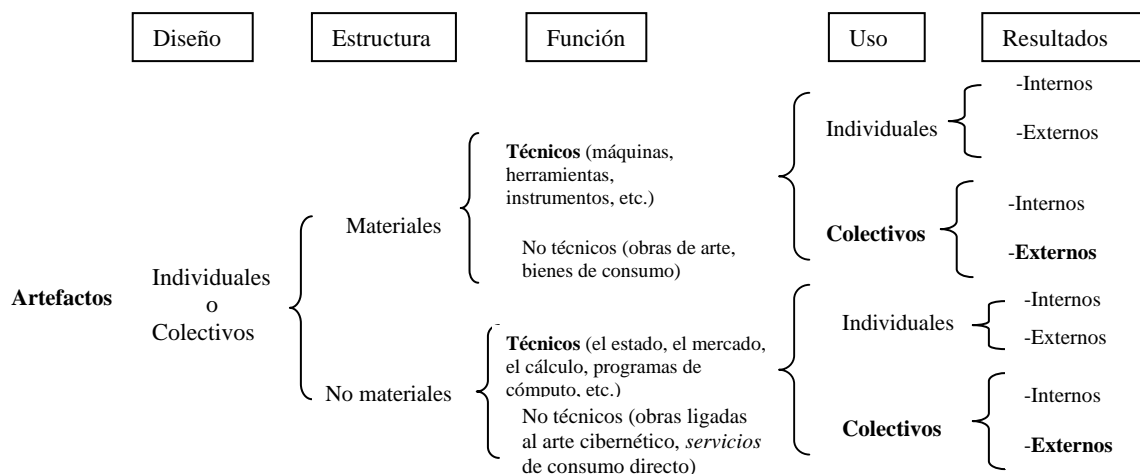 Diseño
Estructura
Función
Uso
Resultados
Artefactos
Individuales
o
Colectivos
Materiales
No materiales
Técnicos (máquinas,
herramientas,
instrumentos, etc.)
No técnicos (obras de arte,
bienes de consumo)
Técnicos (el estado, el mercado,
el cálculo, programas de
cómputo, etc.)
No técnicos (obras ligadas
al arte cibernético, servicios
de consumo directo)
Individuales
-Internos
-Externos
Colectivos
-Internos
-Externos
Individuales
-Internos
-Externos
Colectivos
-Internos
-Externos